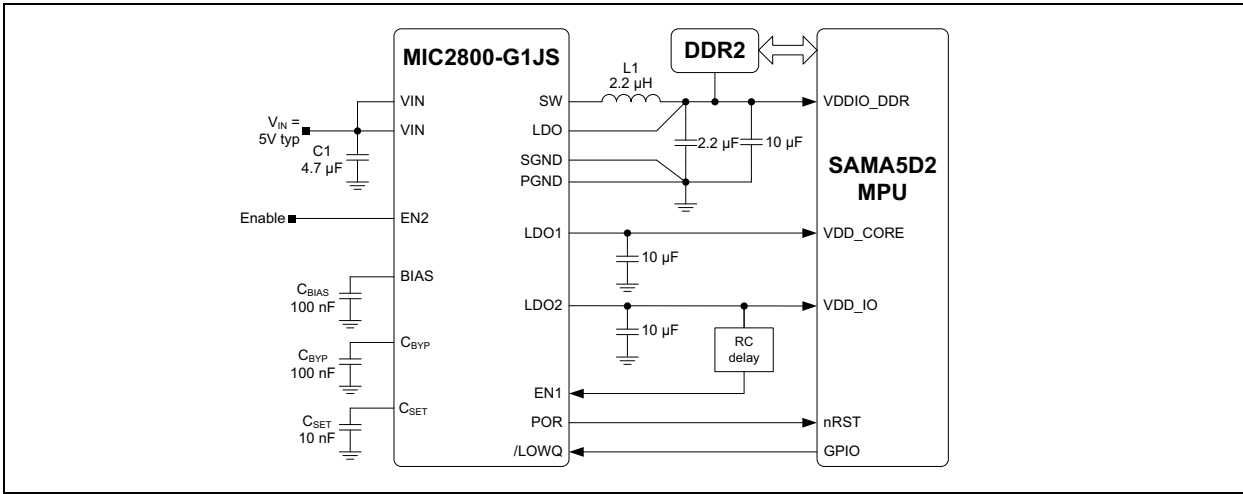 MIC2800-G1JS
VIN
VIN
V_IN =
5V typ
C1
4.7 µF
Enable
EN2
BIAS
C_BIAS
100 nF
C_BYP
C_BYP
100 nF
C_SET
C_SET
10 nF
SW
LDO
SGND
PGND
LDO1
LDO2
EN1
POR
/LOWQ
L1
2.2 µH
DDR2
2.2 µF
10 µF
10 µF
10 µF
RC
delay
VDDIO_DDR
SAMA5D2
MPU
VDD_CORE
VDD_IO
nRST
GPIO